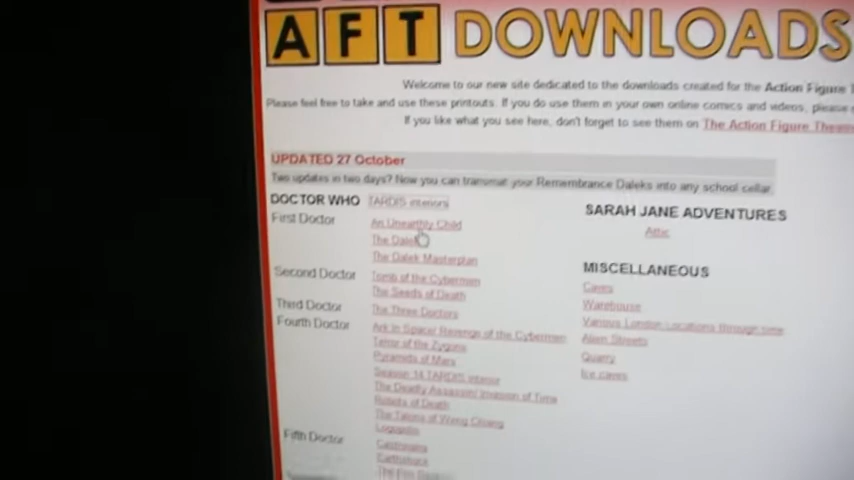 AFT DOWNLOADS
Welcome to our new site dedicated to the downloads created for the Action Figure
Please feel free to take and use these printouts. If you do use them in your own online comics and videos, please
If you like what you see here, don't forget to see them on The Action Figure Theatre
UPDATED 27 October
Two updates in two days? Now you can transmat your Remembrance Daleks into any school cellar.
DOCTOR WHO TARDIS interiors
First Doctor An Unearthly Child
The Daleks
The Dalek Masterplan
Second Doctor Tomb of the Cybermen
The Seeds of Death
Third Doctor The Three Doctors
Fourth Doctor Ark In Space/ Revenge of the Cybermen
Terror of the Zygons
Pyramids of Mars
Season 14 TARDIS interior
The Deadly Assassin/ Invasion of Time
Robots of Death
The Talons of Weng Chiang
Logopolis
Fifth Doctor Castrovalva
Earthshock
The Five
SARAH JANE ADVENTURES
Attic
MISCELLANEOUS
Caves
Warehouse
Various London Locations through time
Alien Streets
Quarry
Ice caves